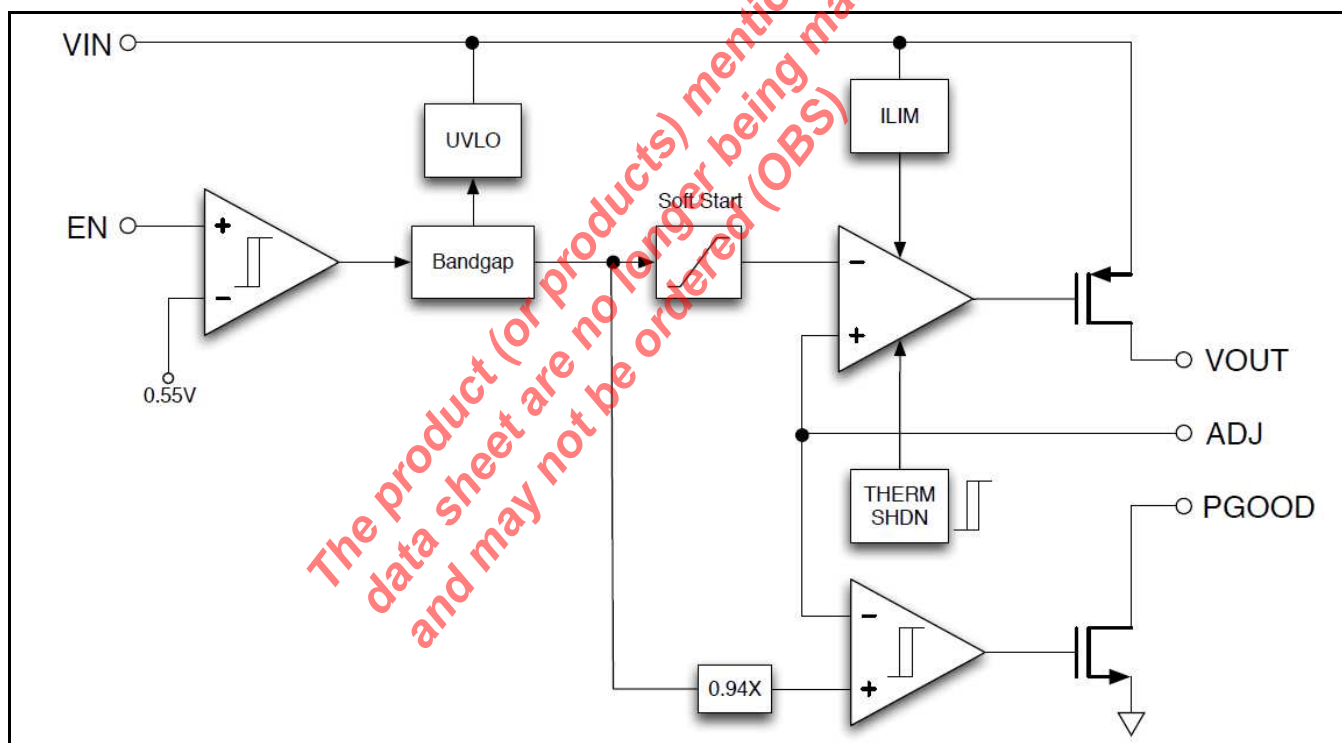 VIN
UVLO
ILIM
EN
+
−
0.55V
Bandgap
Soft Start
−
+
VOUT
ADJ
THERM
SHDN
PGOOD
−
+
0.94X
The product (or products) mentio
data sheet are no longer being ma
and may not be ordered (OBS)